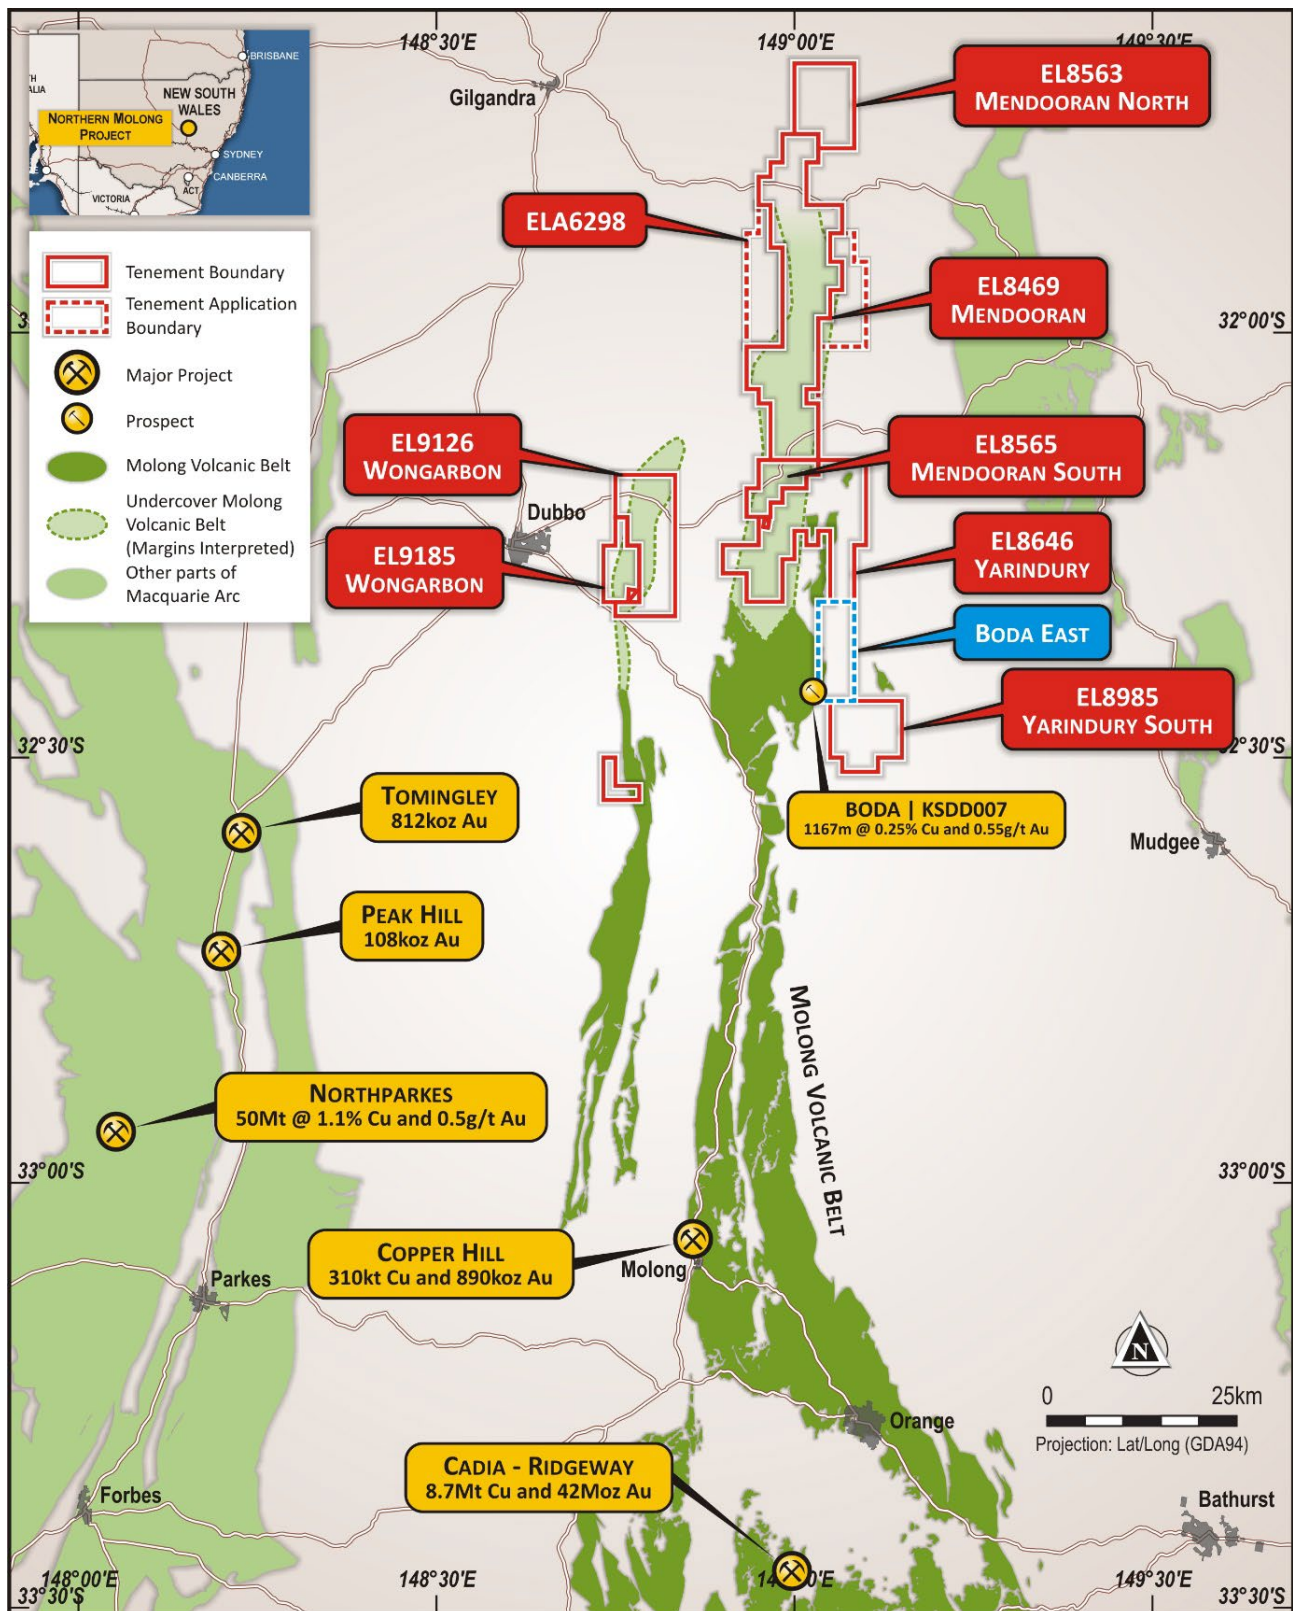 148°30'E
149°00'E
149°30'E
BRISBANE
NEW SOUTH
WALES
NORTHERN MOLONG
PROJECT
SYDNEY
CANBERRA
ACT
VICTORIA
Gilgandra
EL8563
MENDOORAN NORTH
ELA6298
EL8469
MENDOORAN
32°00'S
Tenement Boundary
Tenement Application
Boundary
Major Project
Prospect
Molong Volcanic Belt
Undercover Molong
Volcanic Belt
(Margins Interpreted)
Other parts of
Macquarie Arc
EL9126
WONGARBON
EL8565
MENDOORAN SOUTH
Dubbo
EL9185
WONGARBON
EL8646
YARINDURY
BODA EAST
EL8985
YARINDURY SOUTH
32°30'S
32°30'S
TOMINGLEY
812koz Au
BODA | KSDD007
1167m @ 0.25% Cu and 0.55g/t Au
Mudgee
PEAK HILL
108koz Au
MOLONG VOLCANIC BELT
NORTHPARKES
50Mt @ 1.1% Cu and 0.5g/t Au
33°00'S
33°00'S
COPPER HILL
310kt Cu and 890koz Au
Molong
Parkes
N
0 25km
Projection: Lat/Long (GDA94)
Orange
CADIA - RIDGEWAY
8.7Mt Cu and 42Moz Au
Forbes
Bathurst
148°00'E
148°30'E
149°30'E
33°30'S
33°30'S